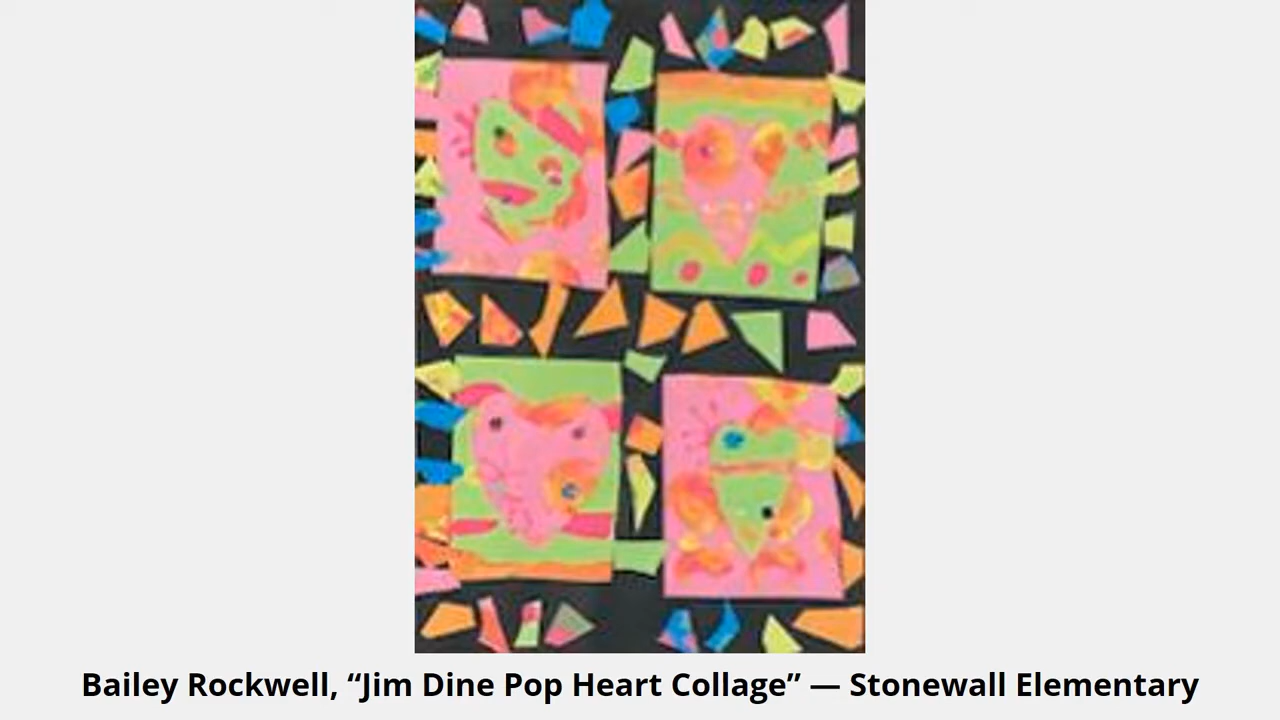 Bailey Rockwell, “Jim Dine Pop Heart Collage” — Stonewall Elementary